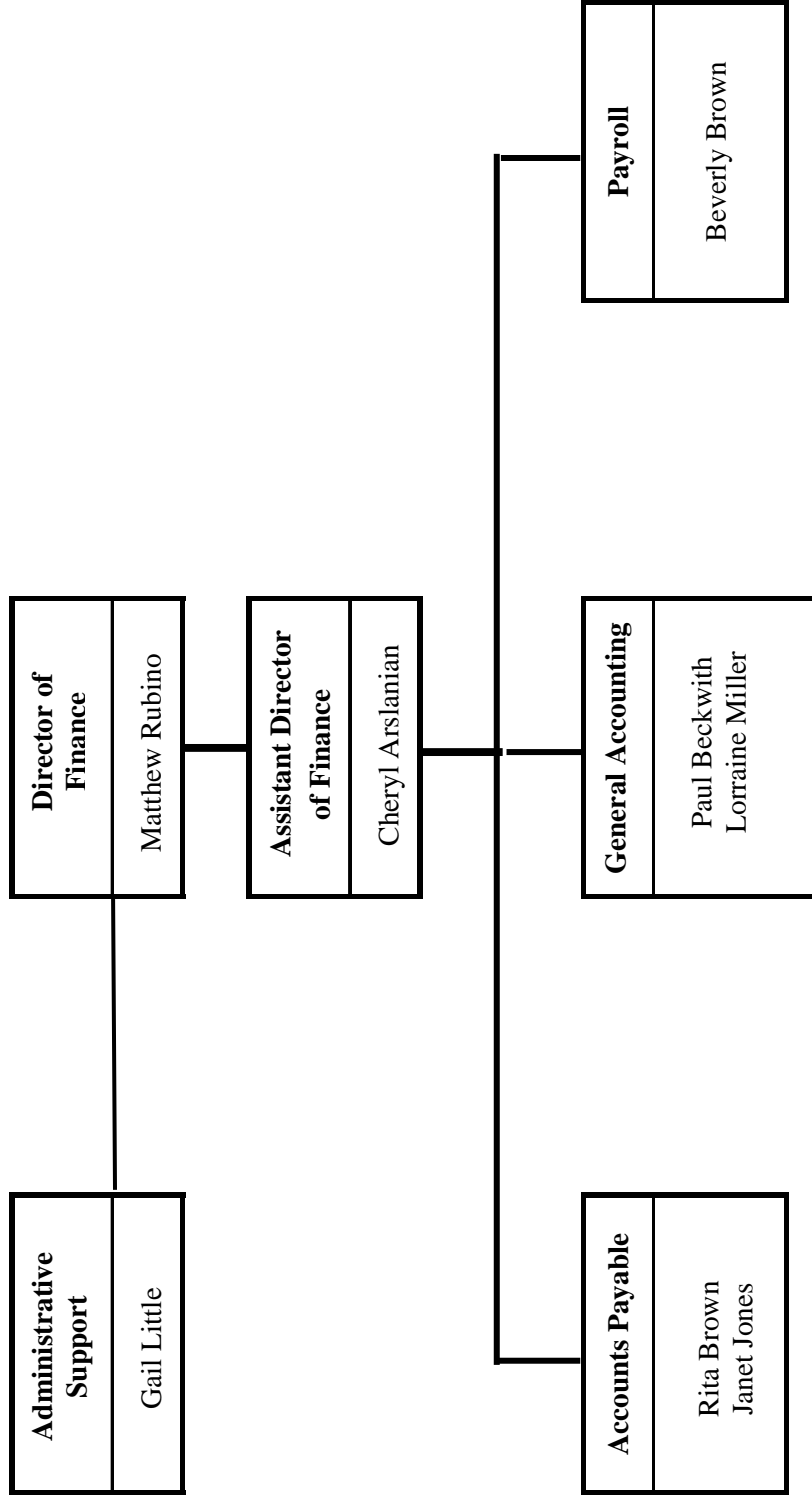 Administrative
Support
Gail Little
Director of
Finance
Matthew Rubino
Assistant Director
of Finance
Cheryl Arslanian
Accounts Payable
Rita Brown
Janet Jones
General Accounting
Paul Beckwith
Lorraine Miller
Payroll
Beverly Brown